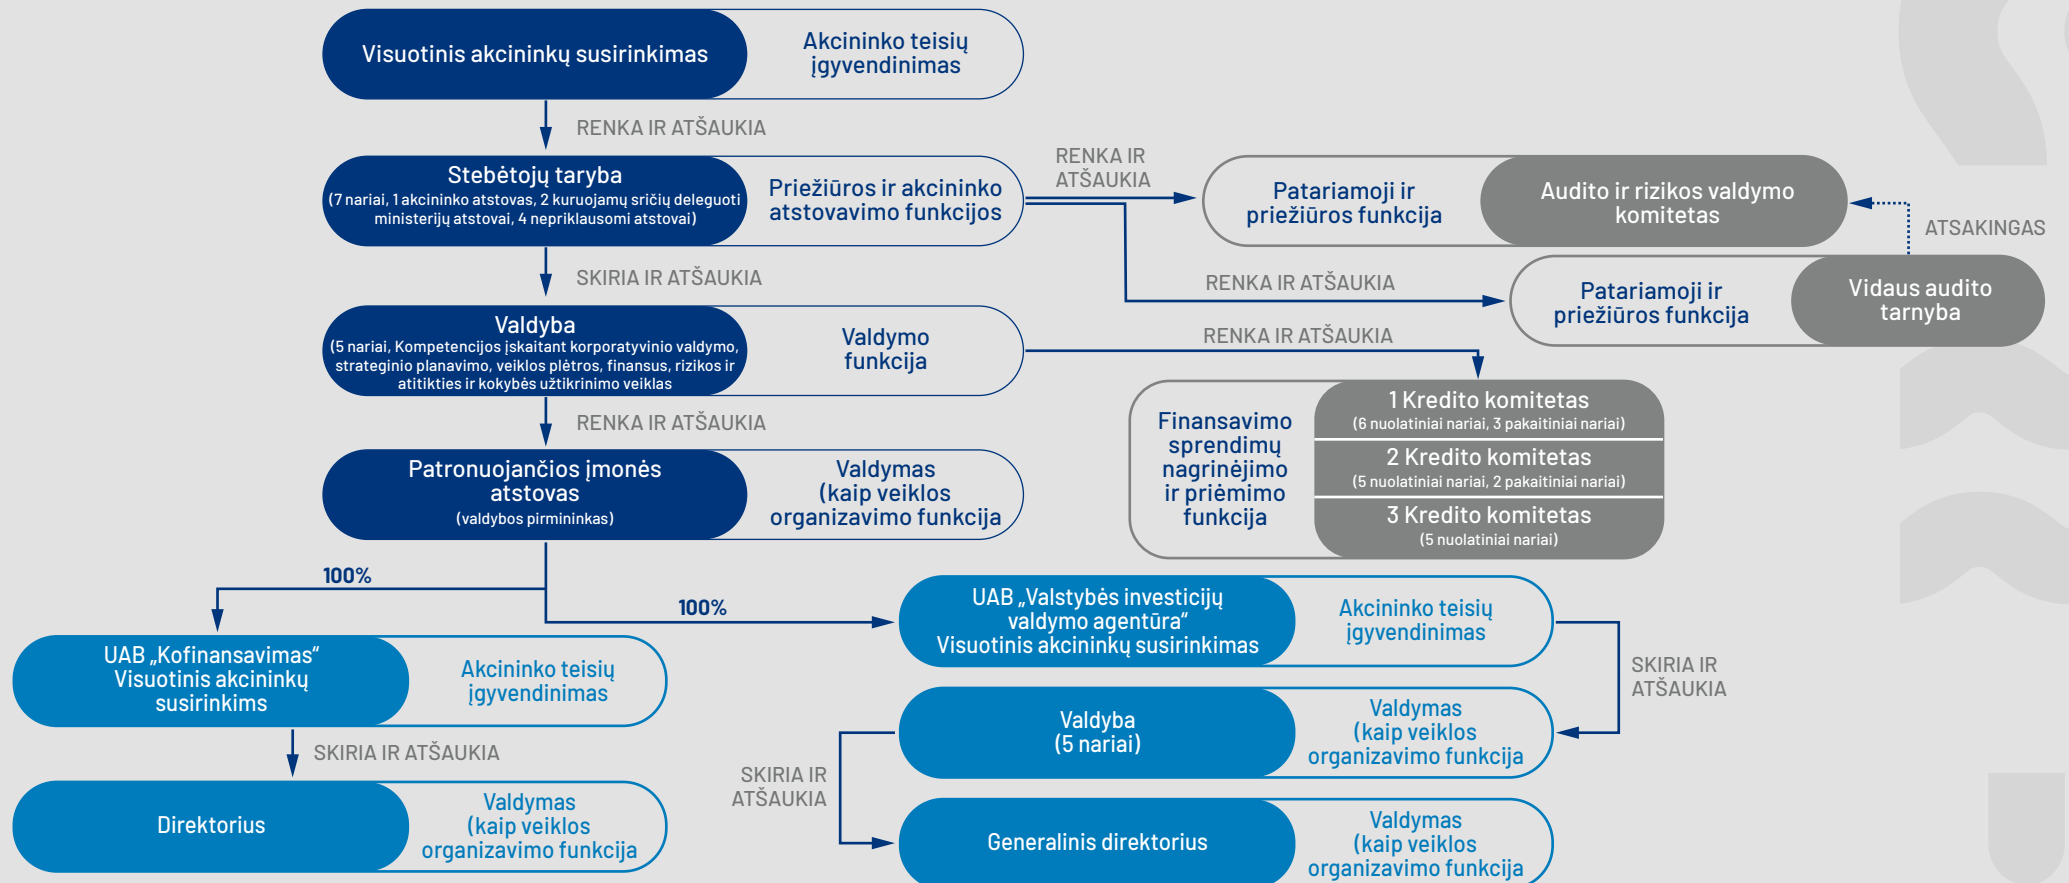 Visuotinis akcininkų susirinkimas
Akcininko teisių
įgyvendinimas
RENKA IR ATŠAUKIA
Stebėtojų taryba
(7 nariai, 1 akcininko atstovas, 2 kuruojamų sričių deleguoti
ministerijų atstovai, 4 nepriklausomi atstovai)
Priežiūros ir akcininko
atstovavimo funkcijos
RENKA IR
ATŠAUKIA
Patariamoji ir
priežiūros funkcija
Audito ir rizikos valdymo
komitetas
ATSAKINGAS
SKIRIA IR ATŠAUKIA
RENKA IR ATŠAUKIA
Patariamoji ir
priežiūros funkcija
Vidaus audito
tarnyba
Valdyba
(5 nariai, Kompetencijos įskaitant korporatyvinio valdymo,
strateginio planavimo, veiklos plėtros, finansus, rizikos ir
atitikties ir kokybės užtikrinimo veiklas
Valdymo
funkcija
RENKA IR ATŠAUKIA
Finansavimo
sprendimų
nagrinėjimo
ir priėmimo
funkcija
1 Kredito komitetas
(6 nuolatiniai nariai, 3 pakaitiniai nariai)
2 Kredito komitetas
(5 nuolatiniai nariai, 2 pakaitiniai nariai)
3 Kredito komitetas
(5 nuolatiniai nariai)
RENKA IR ATŠAUKIA
Patronuojančios įmonės
atstovas
(valdybos pirmininkas)
Valdymas
(kaip veiklos
organizavimo funkcija
100%
100%
UAB „Kofinansavimas“
Visuotinis akcininkų
susirinkims
Akcininko teisių
įgyvendinimas
SKIRIA IR ATŠAUKIA
Direktorius
Valdymas
(kaip veiklos
organizavimo funkcija
UAB „Valstybės investicijų
valdymo agentūra“
Visuotinis akcininkų susirinkimas
Akcininko teisių
įgyvendinimas
SKIRIA IR
ATŠAUKIA
Valdyba
(5 nariai)
Valdymas
(kaip veiklos
organizavimo funkcija
SKIRIA IR
ATŠAUKIA
Generalinis direktorius
Valdymas
(kaip veiklos
organizavimo funkcija